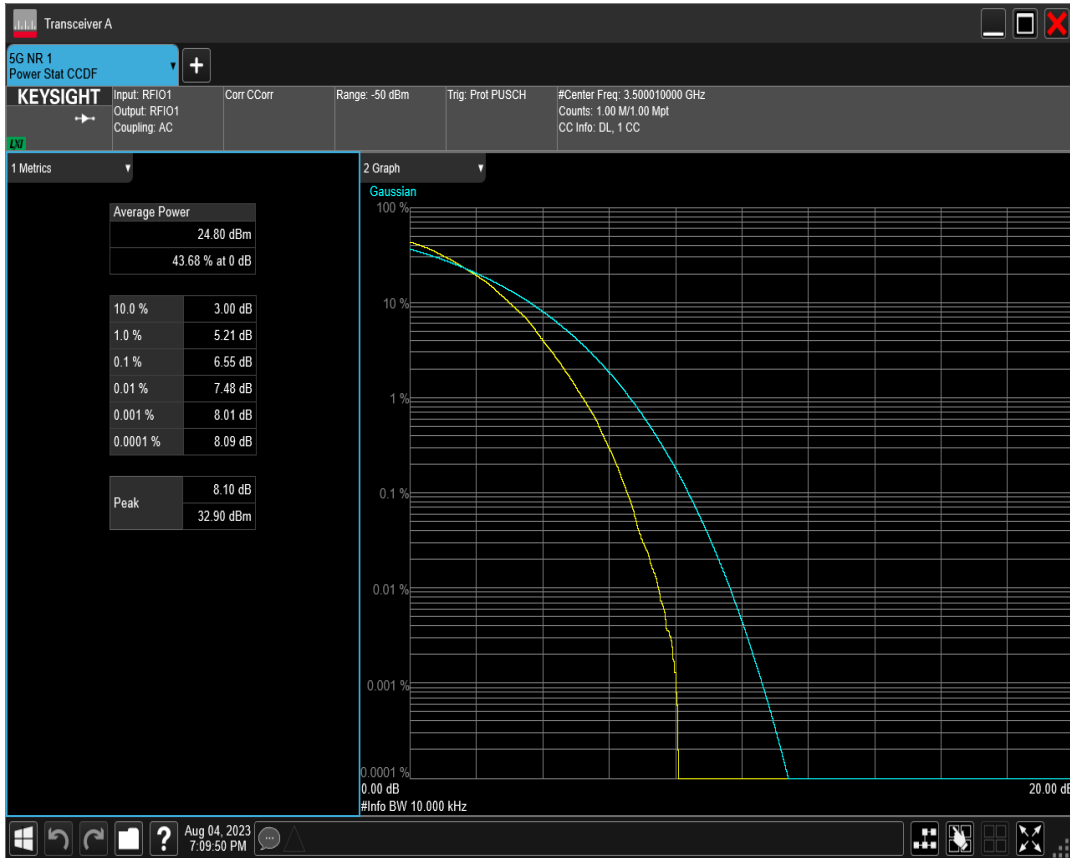 Transceiver A
5G NR 1
Power Stat CCDF
KEYSIGHT
LXI
Input: RFIO1
Output: RFIO1
Coupling: AC
Corr CCorr
Range: -50 dBm
Trig: Prot PUSCH
#Center Freq: 3.500010000 GHz
Counts: 1.00 M/1.00 Mpt
CC Info: DL, 1 CC
1 Metrics
Average Power
24.80 dBm
43.68 % at 0 dB
10.0 % 3.00 dB
1.0 % 5.21 dB
0.1 % 6.55 dB
0.01 % 7.48 dB
0.001 % 8.01 dB
0.0001 % 8.09 dB
Peak
8.10 dB
32.90 dBm
2 Graph
Gaussian
100 %
10 %
1 %
0.1 %
0.01 %
0.001 %
0.0001 %
0.00 dB
20.00 dB
#Info BW 10.000 kHz
Aug 04, 2023
7:09:50 PM